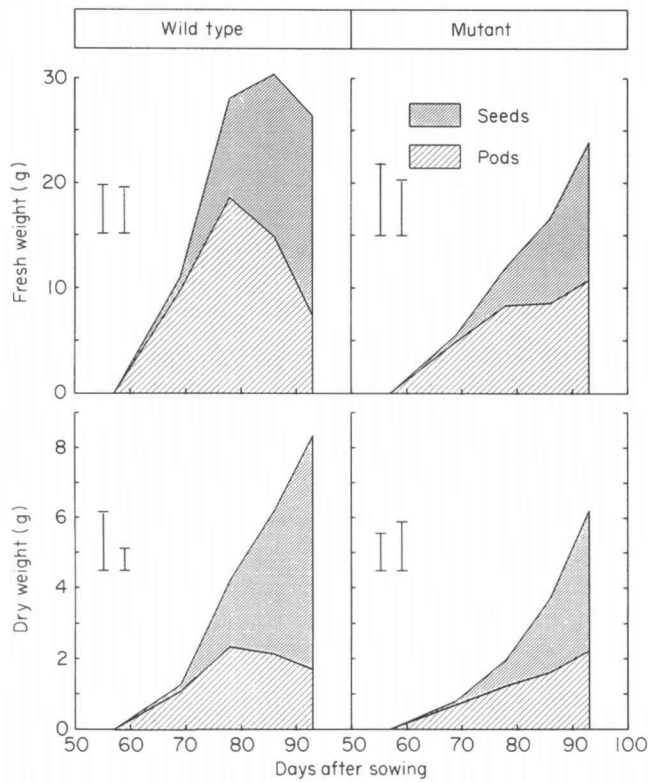 Wild type
Mutant
30
20
10
0
Fresh weight (g)
Seeds
Pods
8
6
4
2
0
Dry weight (g)
50 60 70 80 90 50 60 70 80 90 100
Days after sowing